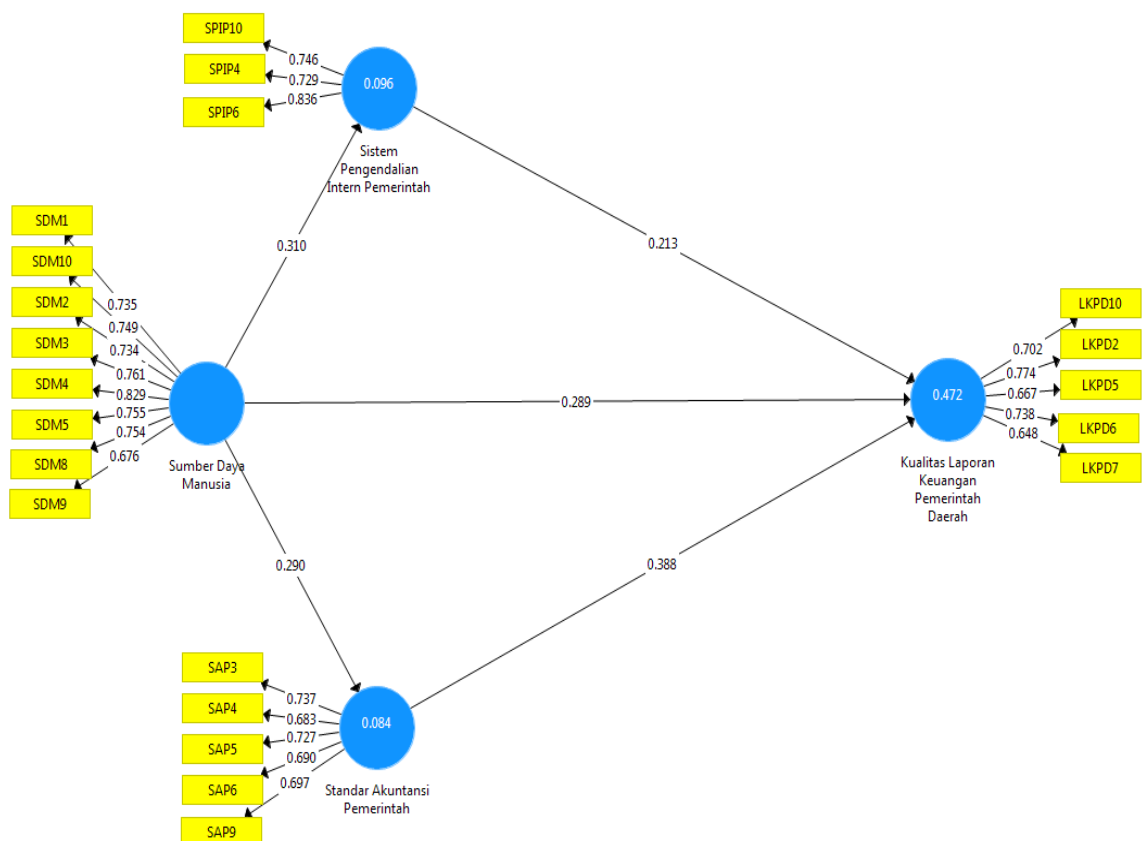 SPIP10
SPIP4
SPIP6
0.746
0.729
0.836
0.096
Sistem
Pengendalian
Intern Pemerintah
SDM1
SDM10
SDM2
SDM3
SDM4
SDM5
SDM8
SDM9
0.735
0.749
0.734
0.761
0.829
0.755
0.754
0.676
Sumber Daya
Manusia
0.310
0.213
0.289
0.290
0.388
0.472
Kualitas Laporan
Keuangan
Pemerintah
Daerah
0.702
0.774
0.667
0.738
0.648
LKPD10
LKPD2
LKPD5
LKPD6
LKPD7
SAP3
SAP4
SAP5
SAP6
SAP9
0.737
0.683
0.727
0.690
0.697
0.084
Standar Akuntansi
Pemerintah